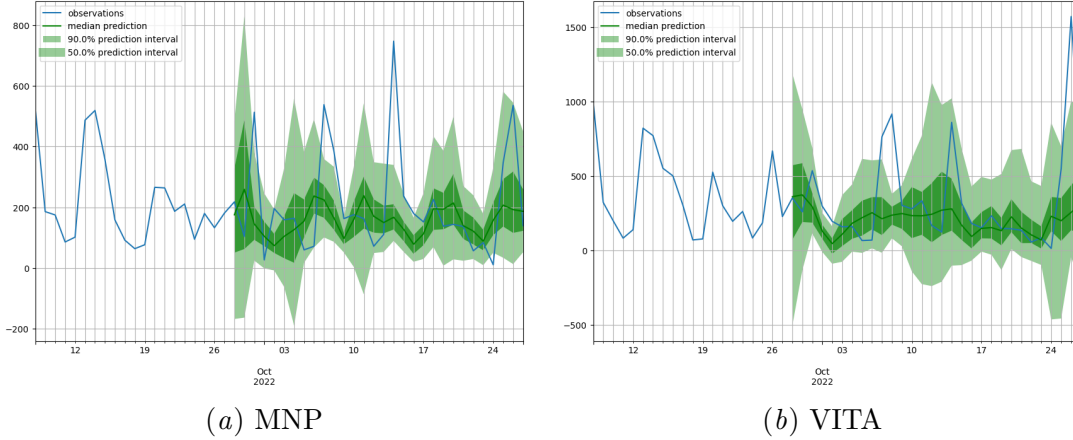 observations
median prediction
90.0% prediction interval
50.0% prediction interval
800
600
400
200
0
−200
12
19
26
03
10
17
24
Oct
2022
(a) MNP
observations
median prediction
90.0% prediction interval
50.0% prediction interval
1500
1000
500
0
−500
12
19
26
03
10
17
24
Oct
2022
(b) VITA